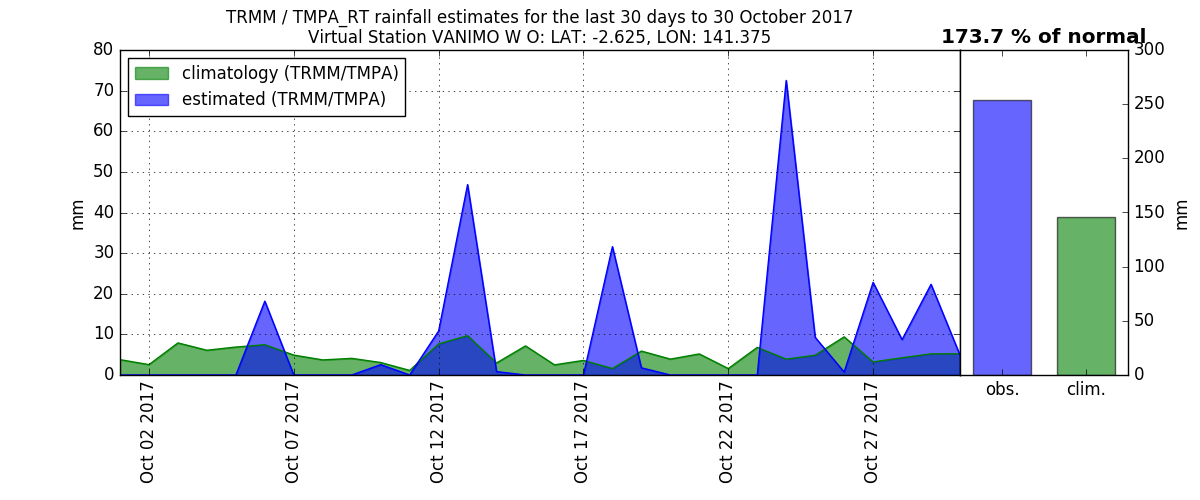 TRMM / TMPA_RT rainfall estimates for the last 30 days to 30 October 2017
Virtual Station VANIMO W O: LAT: -2.625, LON: 141.375
173.7 % of normal
climatology (TRMM/TMPA)
estimated (TRMM/TMPA)
mm
80
70
60
50
40
30
20
10
0
Oct 02 2017
Oct 07 2017
Oct 12 2017
Oct 17 2017
Oct 22 2017
Oct 27 2017
300
250
200
150
100
50
0
mm
obs.
clim.